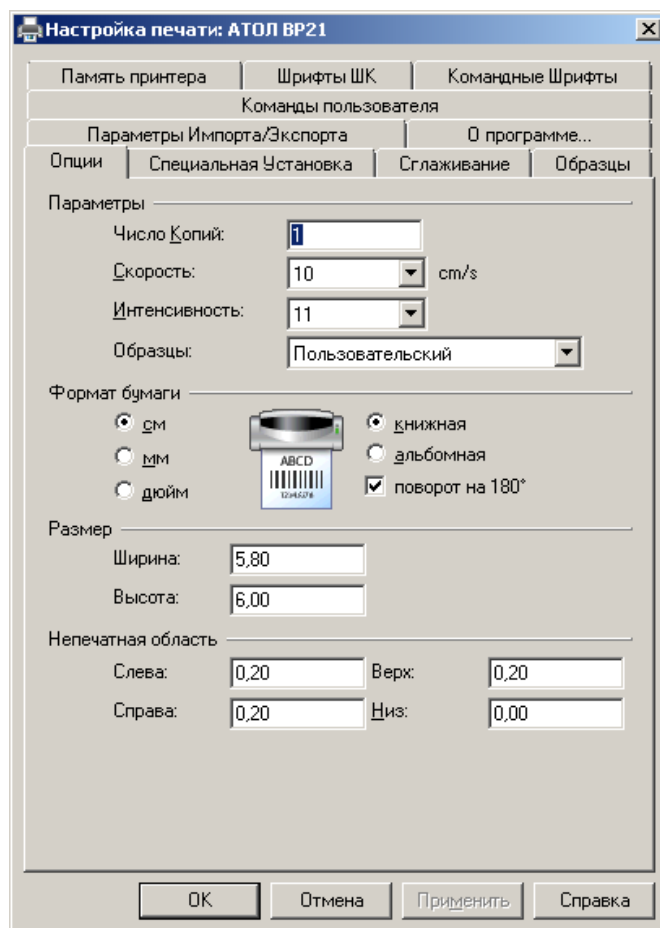 Настройка печати: АТОЛ BP21
Память принтера Шрифты ШК Командные Шрифты
Команды пользователя
Параметры Импорта/Экспорта О программе...
Опции Специальная Установка Сглаживание Образцы
Параметры
Число Копий: 1
Скорость: 10 cm/s
Интенсивность: 11
Образцы: Пользовательский
Формат бумаги
см книжная
мм альбомная
дюйм поворот на 180°
ABCD
12345678
Размер
Ширина: 5,80
Высота: 6,00
Непечатная область
Слева: 0,20 Верх: 0,20
Справа: 0,20 Низ: 0,00
OK Отмена Применить Справка